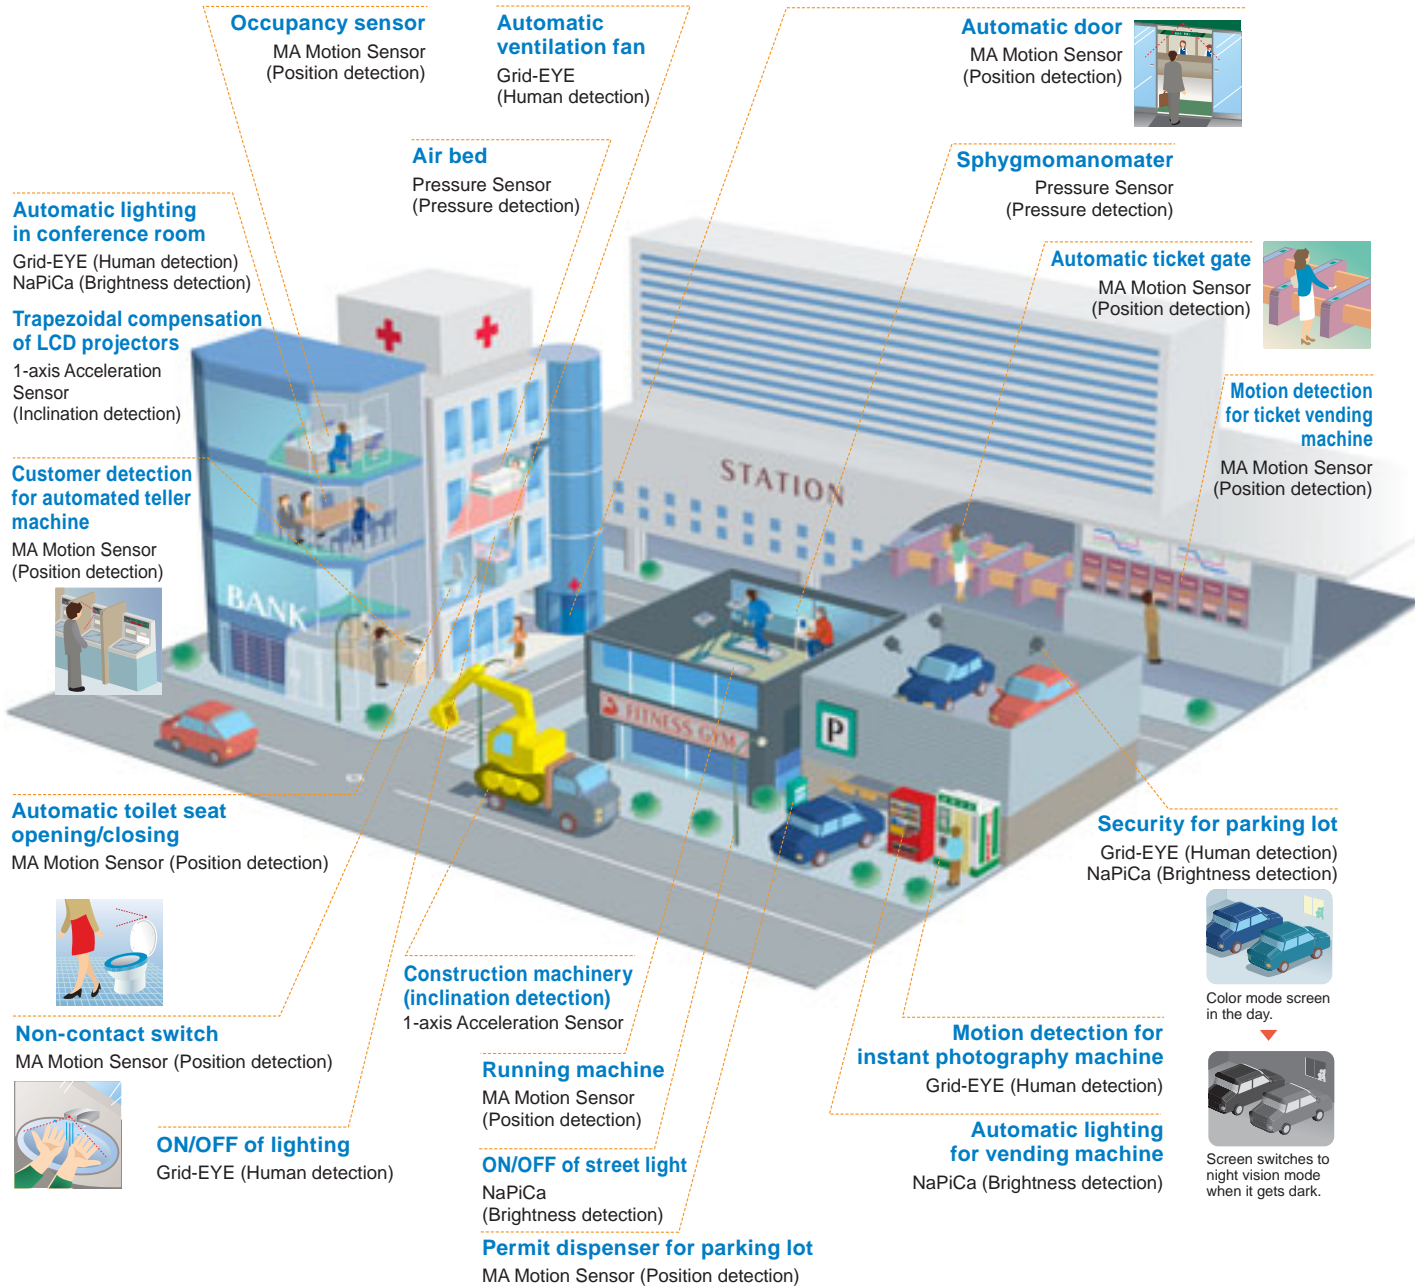 Occupancy sensor
MA Motion Sensor
(Position detection)
Automatic
ventilation fan
Grid-EYE
(Human detection)
Automatic door
MA Motion Sensor
(Position detection)
Air bed
Pressure Sensor
(Pressure detection)
Sphygmomanomater
Pressure Sensor
(Pressure detection)
Automatic lighting
in conference room
Grid-EYE (Human detection)
NaPiCa (Brightness detection)
Trapezoidal compensation
of LCD projectors
1-axis Acceleration
Sensor
(Inclination detection)
Automatic ticket gate
MA Motion Sensor
(Position detection)
Motion detection
for ticket vending
machine
MA Motion Sensor
(Position detection)
Customer detection
for automated teller
machine
MA Motion Sensor
(Position detection)
STATION
BANK
FITNESS GYM
P
Automatic toilet seat
opening/closing
MA Motion Sensor (Position detection)
Security for parking lot
Grid-EYE (Human detection)
NaPiCa (Brightness detection)
Color mode screen
in the day.
Screen switches to
night vision mode
when it gets dark.
Construction machinery
(inclination detection)
1-axis Acceleration Sensor
Non-contact switch
MA Motion Sensor (Position detection)
Motion detection for
instant photography machine
Grid-EYE (Human detection)
Running machine
MA Motion Sensor
(Position detection)
ON/OFF of lighting
Grid-EYE (Human detection)
Automatic lighting
for vending machine
NaPiCa (Brightness detection)
ON/OFF of street light
NaPiCa
(Brightness detection)
Permit dispenser for parking lot
MA Motion Sensor (Position detection)